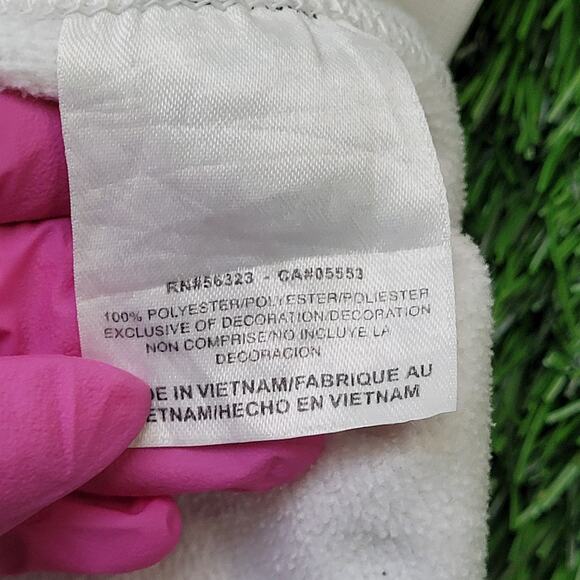 RN#56323 - CA#05553
100% POLYESTER/POLYESTER/POLIESTER
EXCLUSIVE OF DECORATION/DECORATION
NON COMPRISE/NO INCLUYE LA
DECORACION
DE IN VIETNAM/FABRIQUE AU
ETNAM/HECHO EN VIETNAM